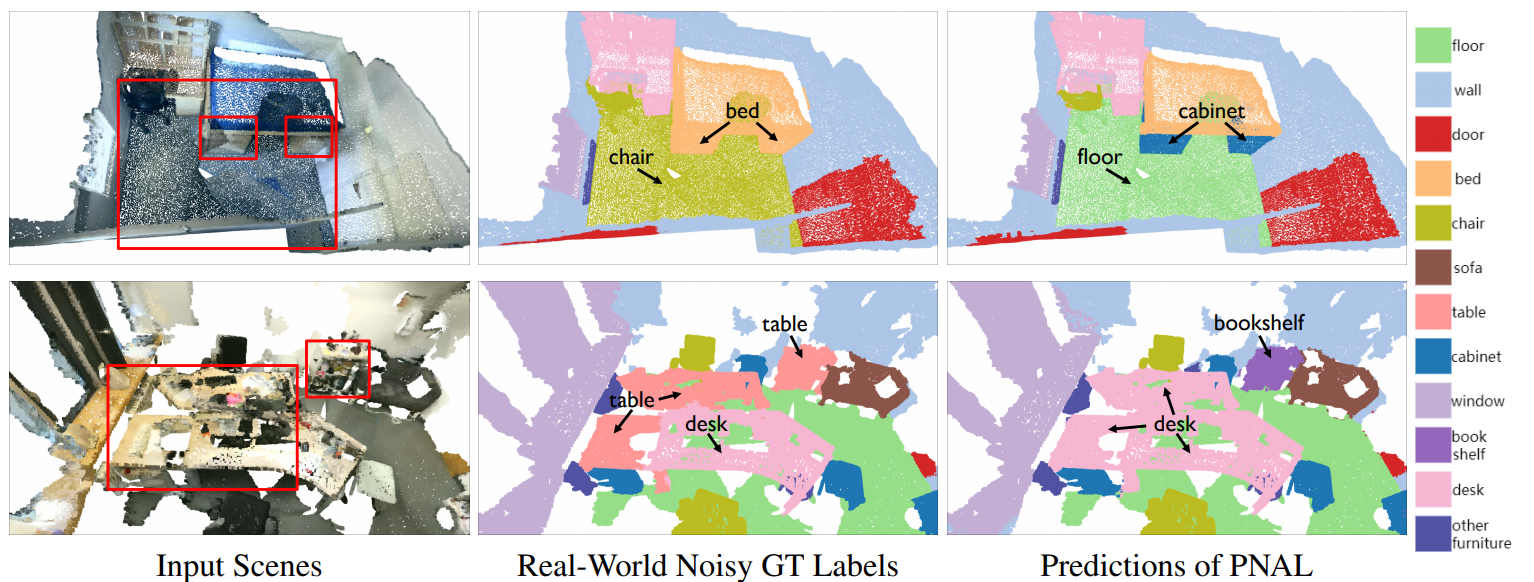 bed
chair
cabinet
floor
table
table
desk
bookshelf
desk
floor
wall
door
bed
chair
sofa
table
cabinet
window
book
shelf
desk
other
furniture
Input Scenes
Real-World Noisy GT Labels
Predictions of PNAL